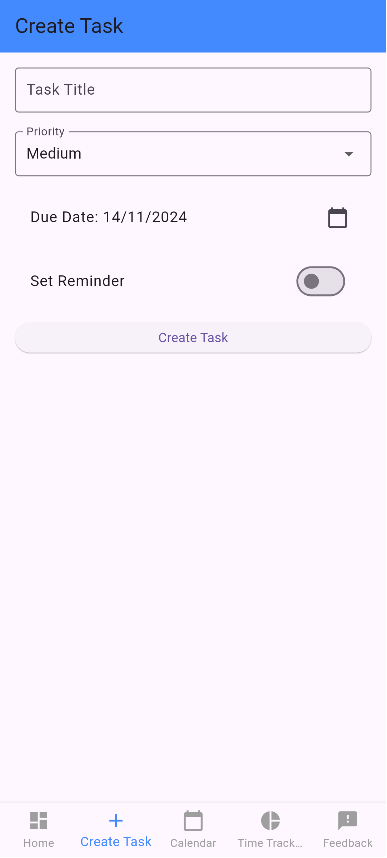 Create Task
Task Title
Priority
Medium
Due Date: 14/11/2024
Set Reminder
Create Task
Home
Create Task
Calendar
Time Track...
Feedback